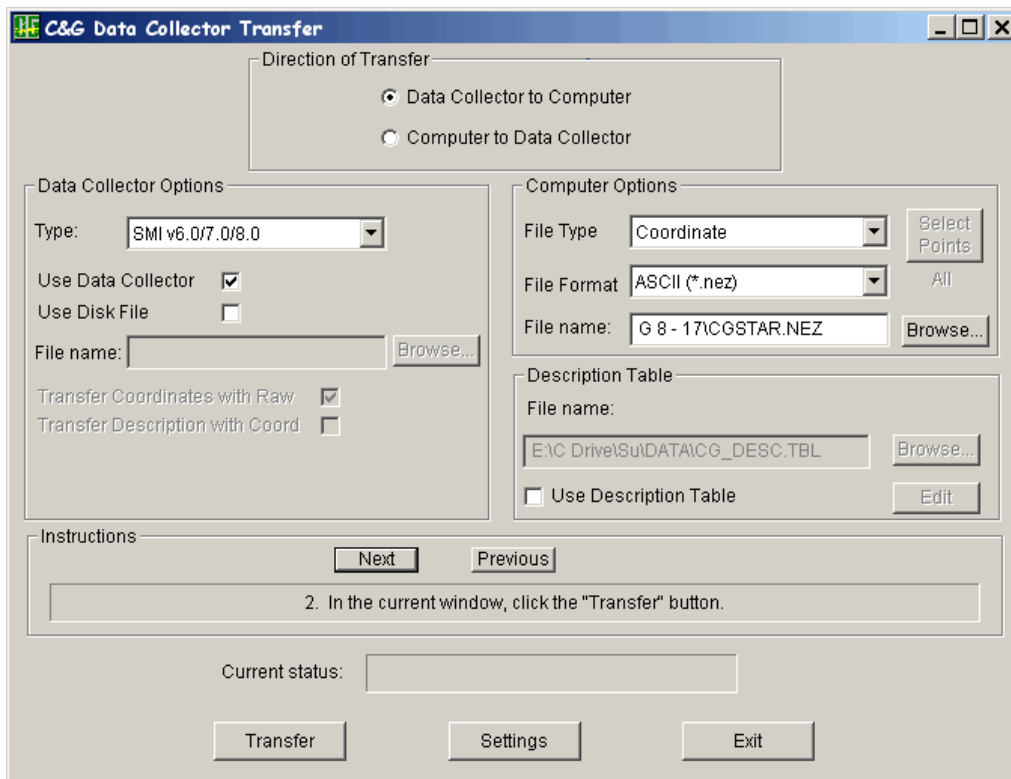 C&G Data Collector Transfer
Direction of Transfer
Data Collector to Computer
Computer to Data Collector
Data Collector Options
Type: SMI v6.0/7.0/8.0
Use Data Collector
Use Disk File
File name: Browse...
Transfer Coordinates with Raw
Transfer Description with Coord
Computer Options
File Type Coordinate Select Points
File Format ASCII (*.nez) All
File name: G 8 - 17\CGSTAR.NEZ Browse...
Description Table
File name:
E:\C Drive\Su\DATA\CG_DESC.TBL Browse...
Use Description Table Edit
Instructions
Next Previous
2. In the current window, click the "Transfer" button.
Current status:
Transfer Settings Exit